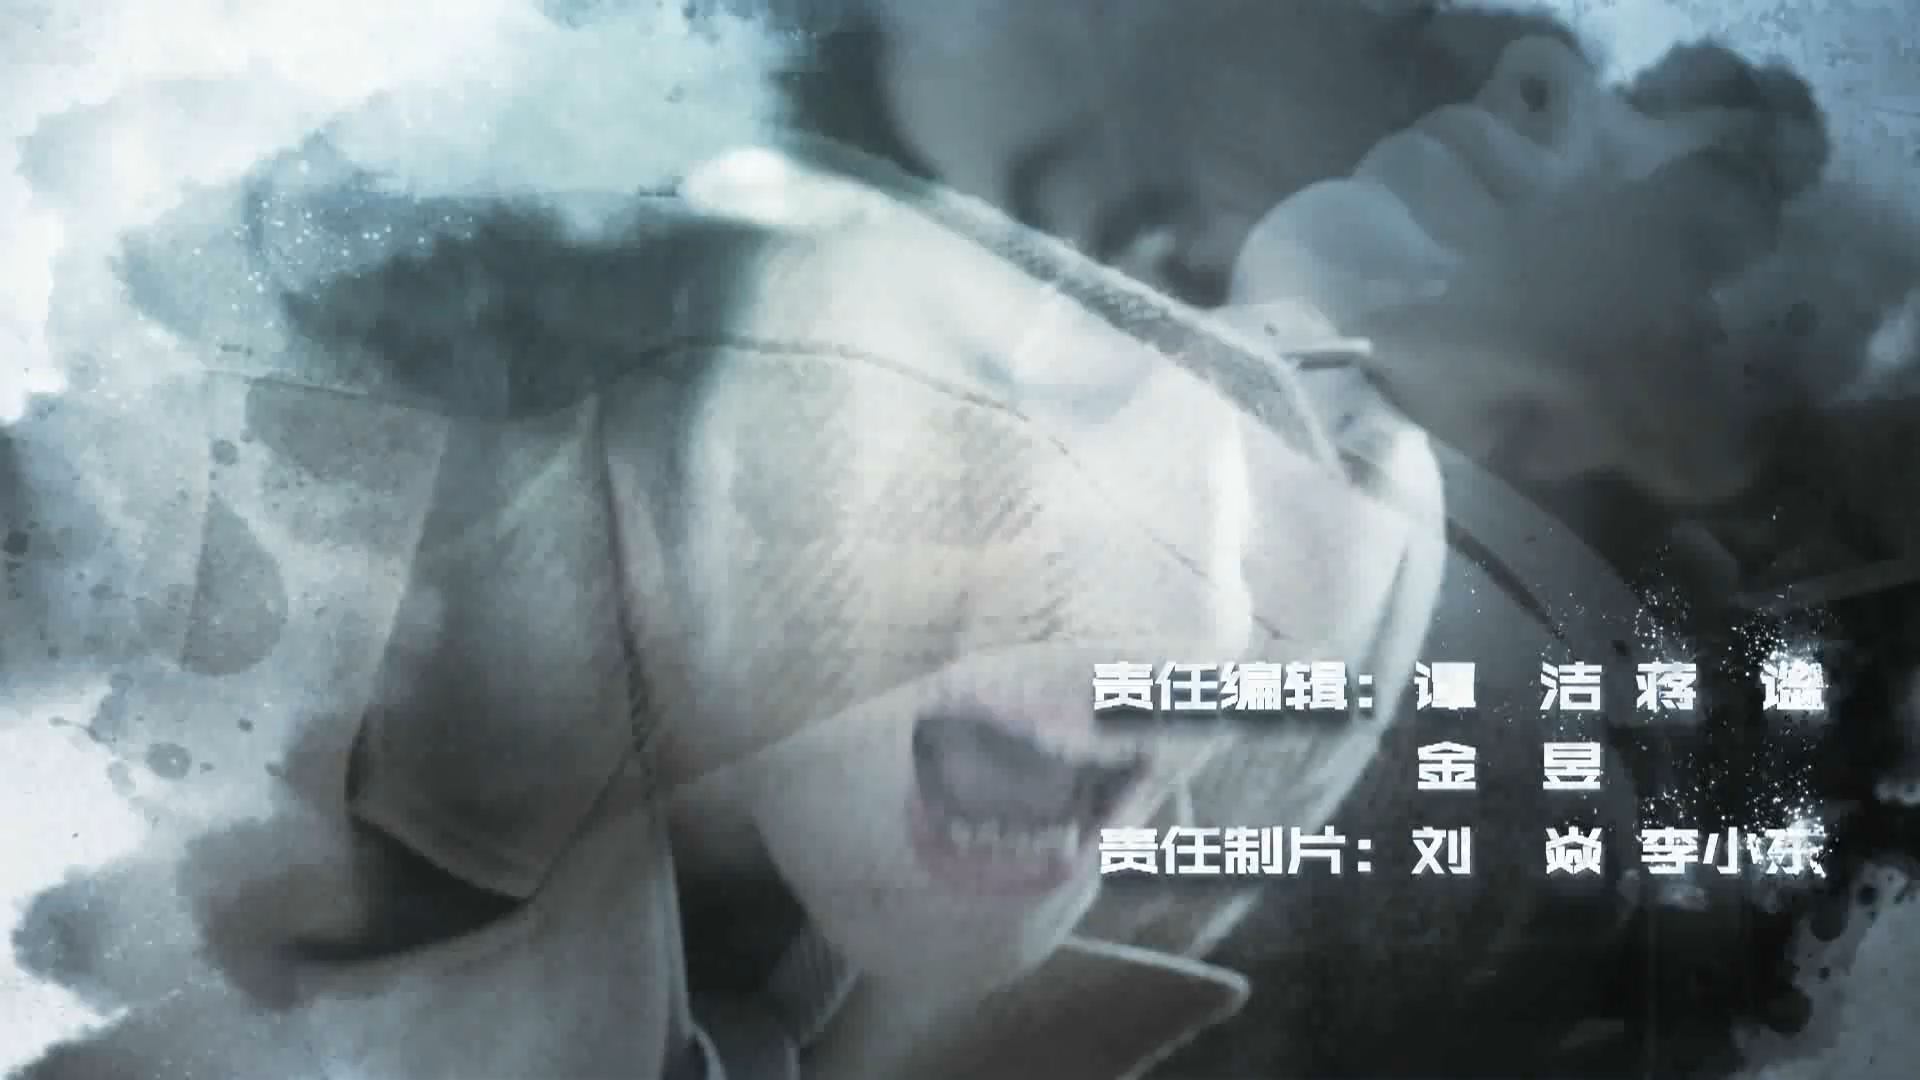 责任编辑：谭 洁 蒋 谧
金 昱
责任制片：刘 焱 李小东